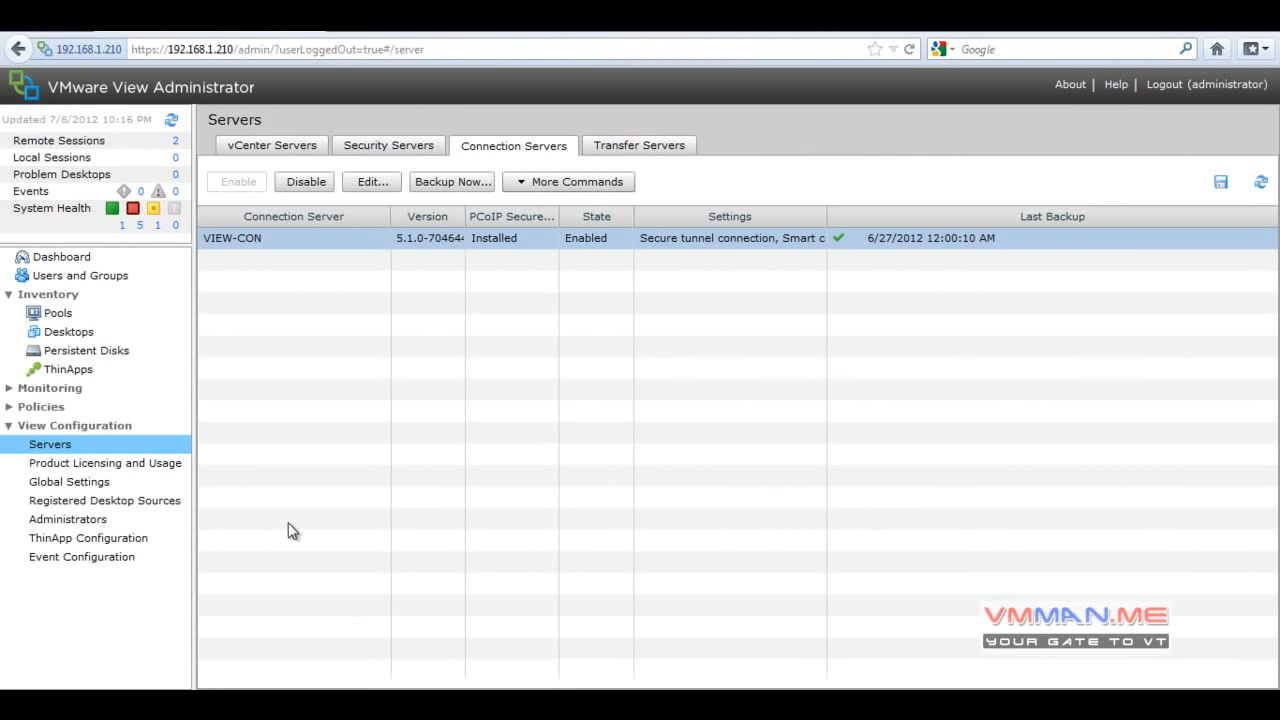 192.168.1.210 https://192.168.1.210/admin/?userLoggedOut=true#/server Google
VMware View Administrator About | Help | Logout (administrator)
Updated 7/8/2012 10:16 PM
Remote Sessions 2
Local Sessions 0
Problem Desktops 0
Events 0 0
System Health
1 5 1 0
Dashboard
Users and Groups
Inventory
Pools
Desktops
Persistent Disks
ThinApps
Monitoring
Policies
View Configuration
Servers
Product Licensing and Usage
Global Settings
Registered Desktop Sources
Administrators
ThinApp Configuration
Event Configuration
Servers
vCenter Servers Security Servers Connection Servers Transfer Servers
Enable Disable Edit... Backup Now... More Commands
Connection Server Version PCoIP Secure... State Settings Last Backup
VIEW-CON 5.1.0-704644 Installed Enabled Secure tunnel connection, Smart c 6/27/2012 12:00:10 AM
VMMAN.ME
YOUR GATE TO VT